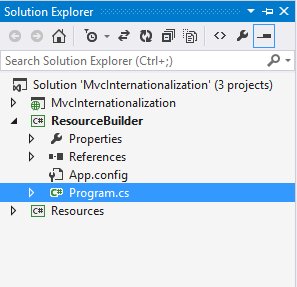 Solution Explorer
Search Solution Explorer (Ctrl+;)
Solution 'MvcInternationalization' (3 projects)
MvcInternationalization
C# ResourceBuilder
Properties
References
App.config
C# Program.cs
C# Resources